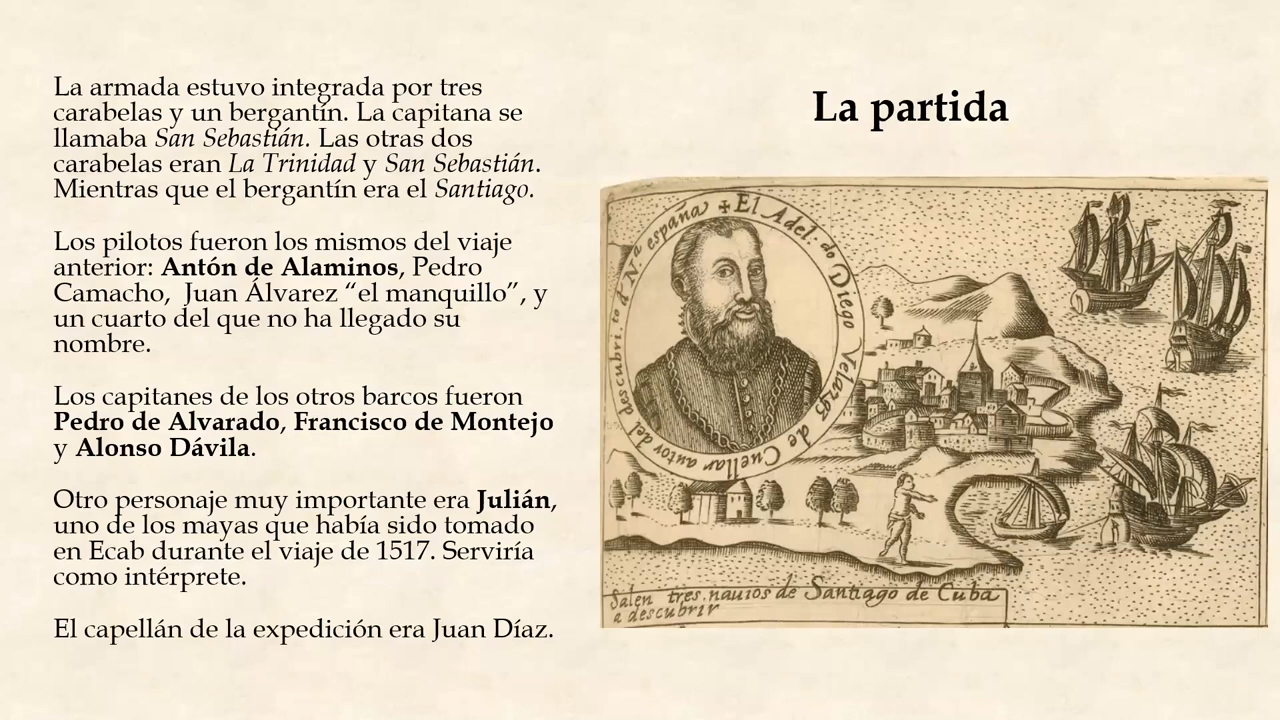 La partida
La armada estuvo integrada por tres
carabelas y un bergantín. La capitana se
llamaba San Sebastián. Las otras dos
carabelas eran La Trinidad y San Sebastián.
Mientras que el bergantín era el Santiago.
Los pilotos fueron los mismos del viaje
anterior: Antón de Alaminos, Pedro
Camacho,  Juan Álvarez “el manquillo”, y
un cuarto del que no ha llegado su
nombre.
Los capitanes de los otros barcos fueron
Pedro de Alvarado, Francisco de Montejo
y Alonso Dávila.
Otro personaje muy importante era Julián,
uno de los mayas que había sido tomado
en Ecab durante el viaje de 1517. Serviría
como intérprete.
El capellán de la expedición era Juan Díaz.
✠ El Adel.do Diego Velazqs de Cuellar autor del descubri.to d N.a españa
Salen tres navios de Santiago de Cuba
a descubrir